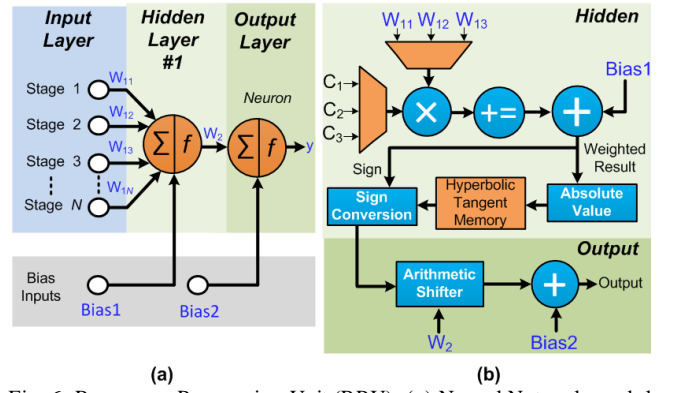 Input Layer
Hidden Layer #1
Output Layer
Neuron
Stage 1
Stage 2
Stage 3
Stage N
W11
W12
W13
W1N
Σ f
W2
Σ f
y
Bias Inputs
Bias1
Bias2
(a)
Hidden
W11 W12 W13
C1
C2
C3
×
+=
+
Bias1
Sign
Weighted Result
Sign Conversion
Hyperbolic Tangent Memory
Absolute Value
Output
Arithmetic Shifter
+
Output
W2
Bias2
(b)